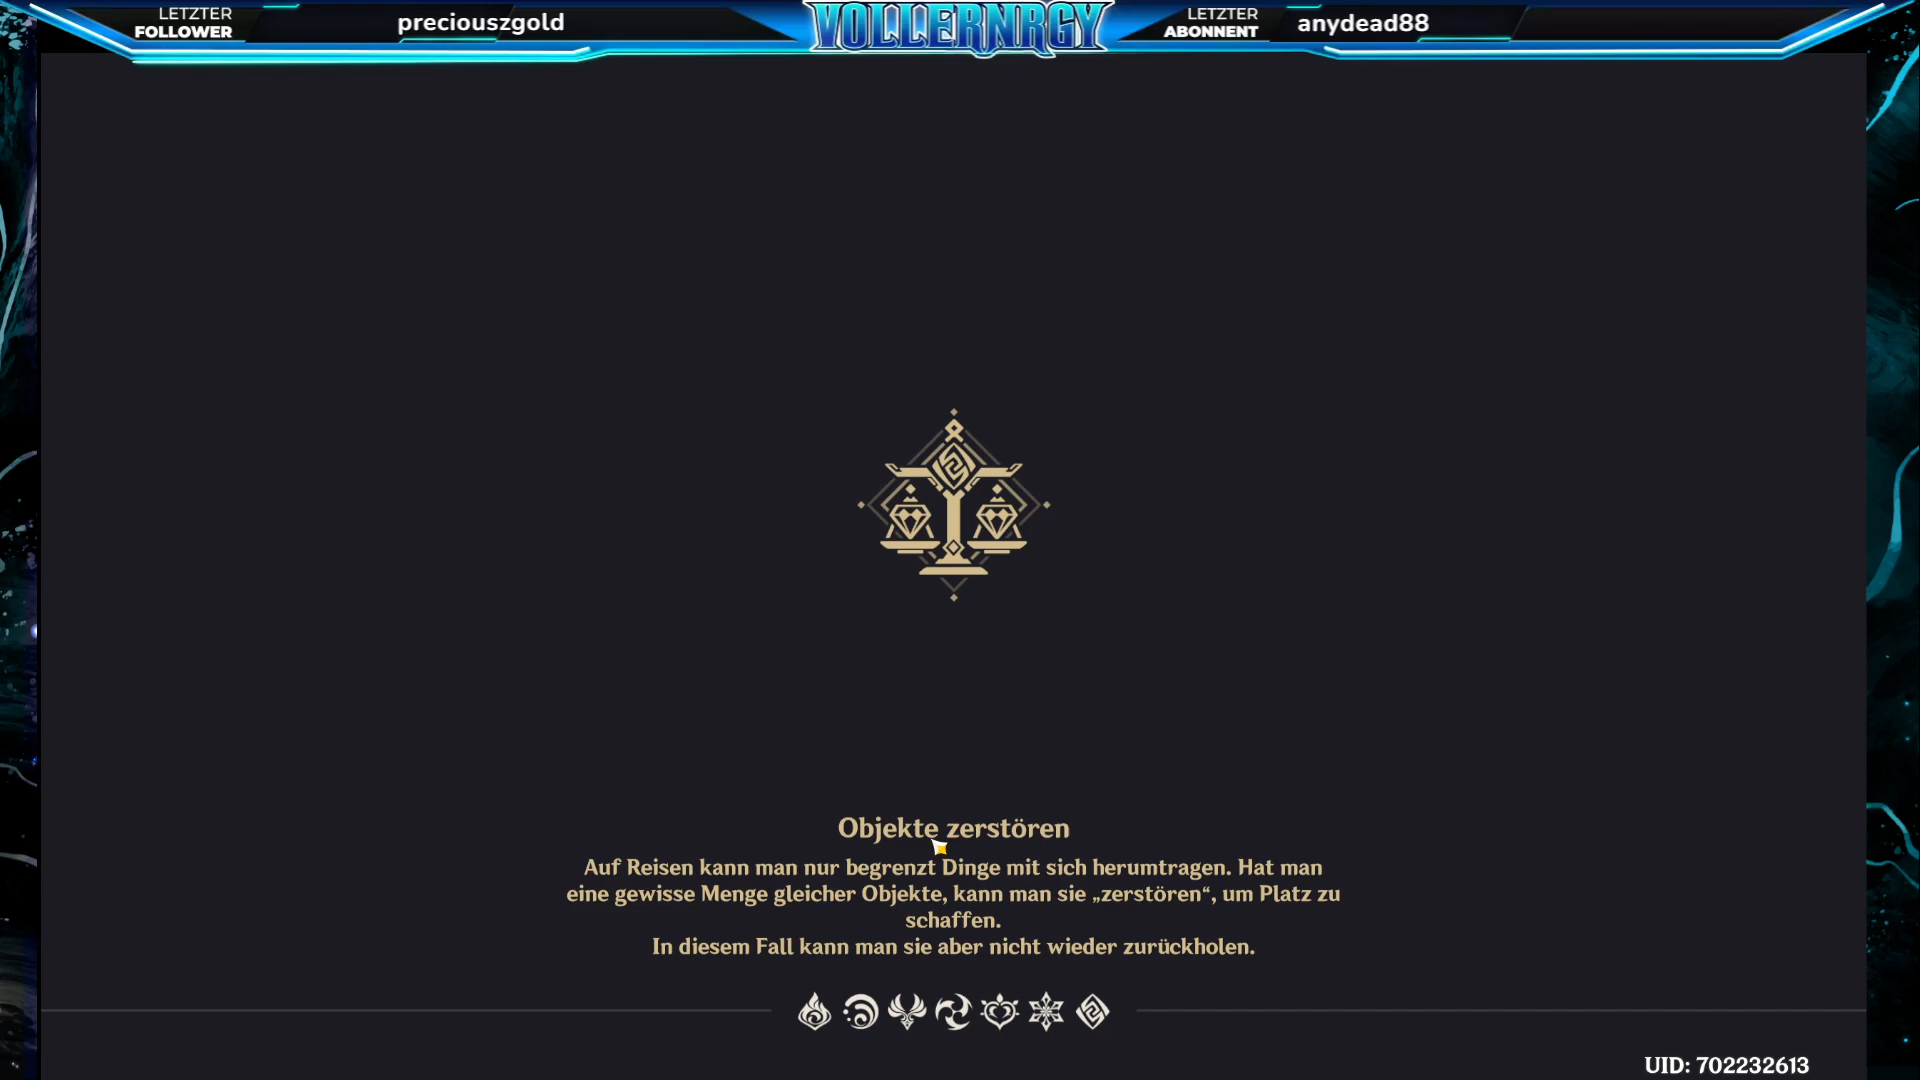 LETZTER
FOLLOWER
preciouszgold
VOLLERNRGY
LETZTER
ABONNENT
anydead88
Objekte zerstören
Auf Reisen kann man nur begrenzt Dinge mit sich herumtragen. Hat man
eine gewisse Menge gleicher Objekte, kann man sie „zerstören“, um Platz zu
schaffen.
In diesem Fall kann man sie aber nicht wieder zurückholen.
UID: 702232613